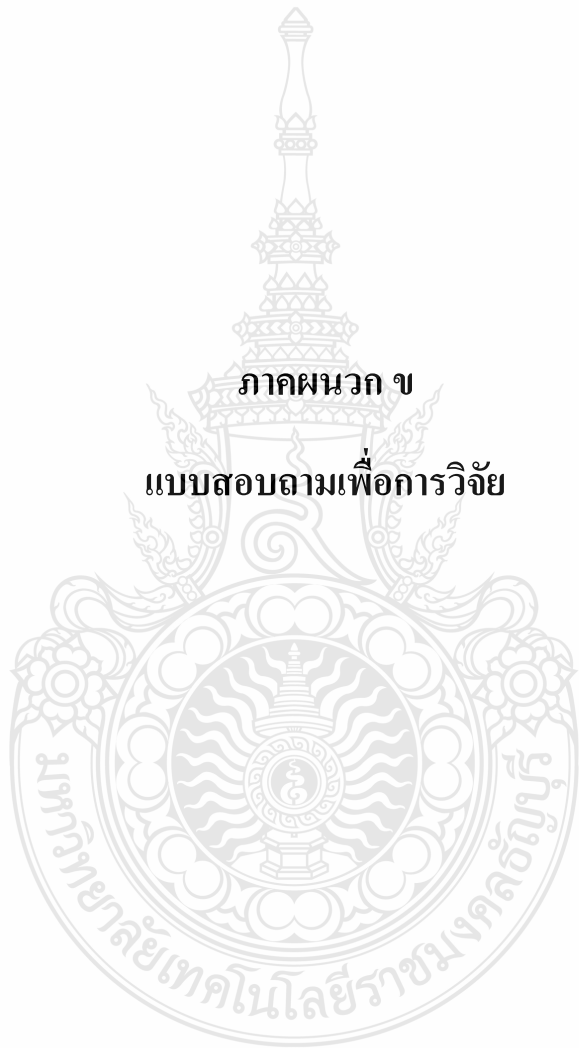 ภาคผนวก ข
แบบสอบถามเพื่อการวิจัย
มหาวิทยาลัยเทคโนโลยีราชมงคลธัญบุรี